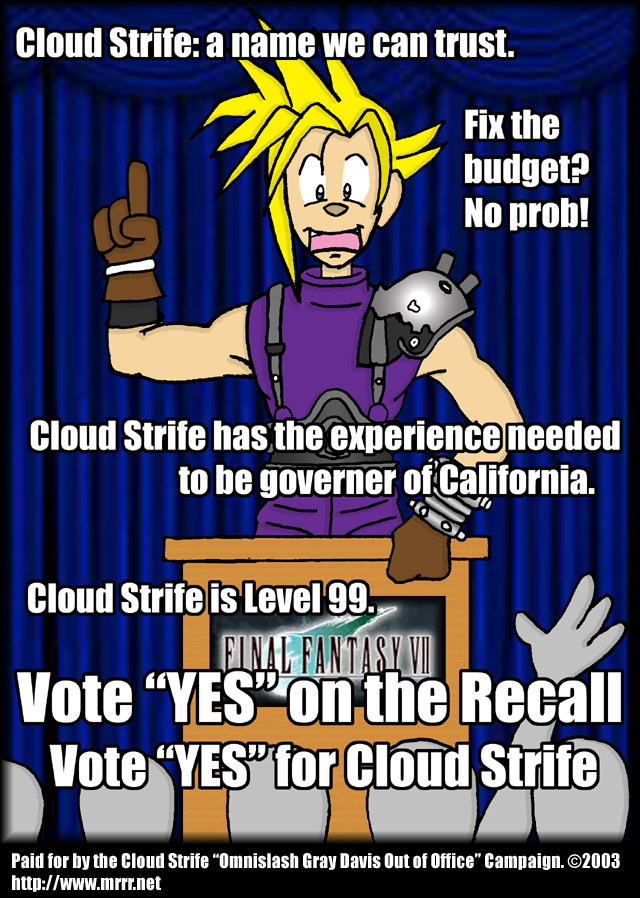 Cloud Strife: a name we can trust.
Fix the
budget?
No prob!
Cloud Strife has the experience needed
to be governer of California.
Cloud Strife is Level 99.
FINAL FANTASY VII
Vote “YES” on the Recall
Vote “YES” for Cloud Strife
Paid for by the Cloud Strife “Omnislash Gray Davis Out of Office” Campaign. ©2003
http://www.mrrr.net